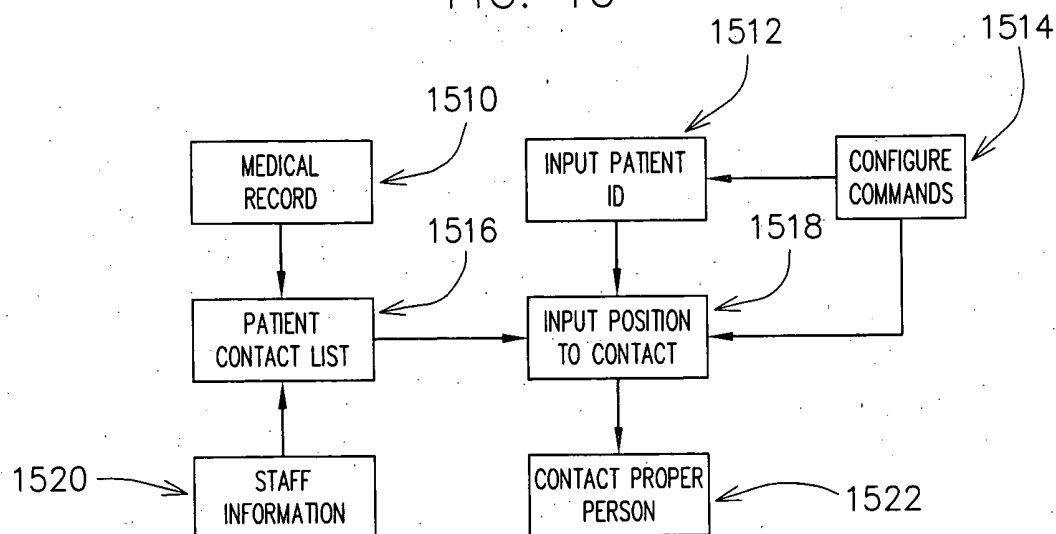 1512
1514
1510
MEDICAL
RECORD
INPUT PATIENT
ID
CONFIGURE
COMMANDS
1516
1518
PATIENT
CONTACT LIST
INPUT POSITION
TO CONTACT
1520
STAFF
INFORMATION
CONTACT PROPER
PERSON
1522